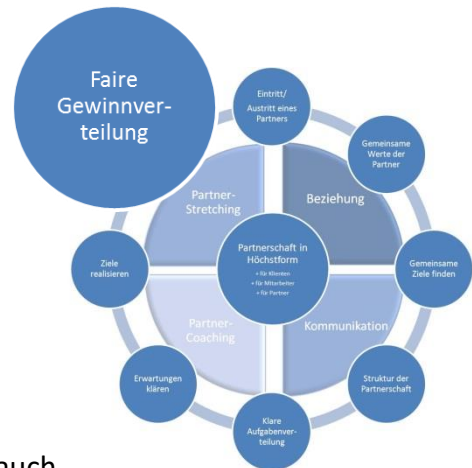 Faire
Gewinnver-
teilung
Eintritt/
Austritt eines
Partners
Gemeinsame
Werte der
Partner
Partner-
Stretching
Beziehung
Partnerschaft in
Höchstform
• für Klienten
• für Mitarbeiter
• für Partner
Ziele
realisieren
Gemeinsame
Ziele finden
Partner-
Coaching
Kommunikation
Erwartungen
klären
Struktur der
Partnerschaft
Klare
Aufgabenver-
teilung